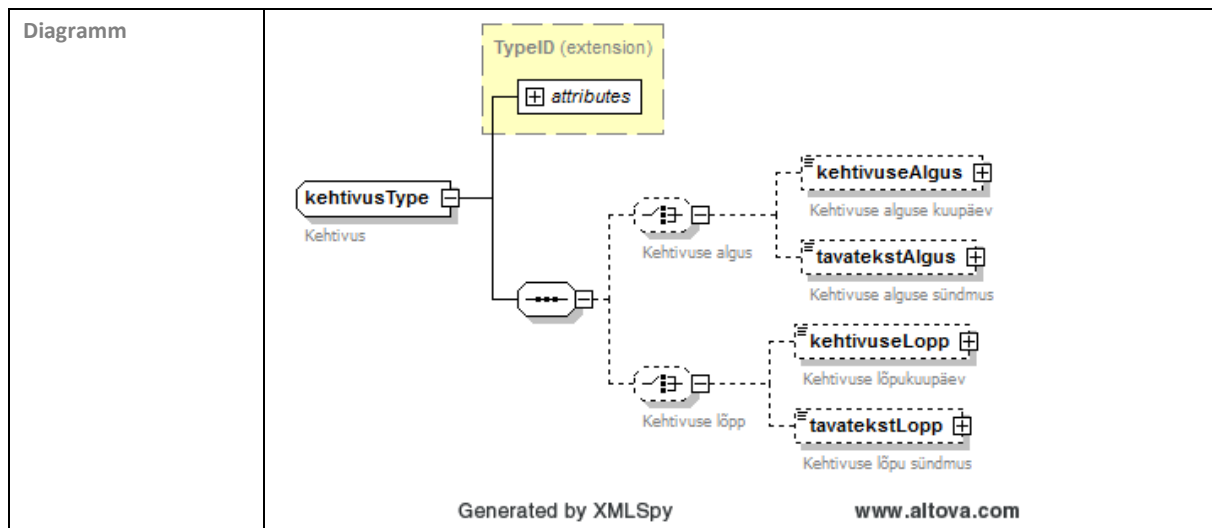 Diagramm
TypeID (extension)
attributes
kehtivusType
Kehtivus
Kehtivuse algus
kehtivuseAlgus
Kehtivuse alguse kuupäev
tavatekstAlgus
Kehtivuse alguse sündmus
Kehtivuse lõpp
kehtivuseLopp
Kehtivuse lõpukuupäev
tavatekstLopp
Kehtivuse lõpu sündmus
Generated by XMLSpy www.altova.com